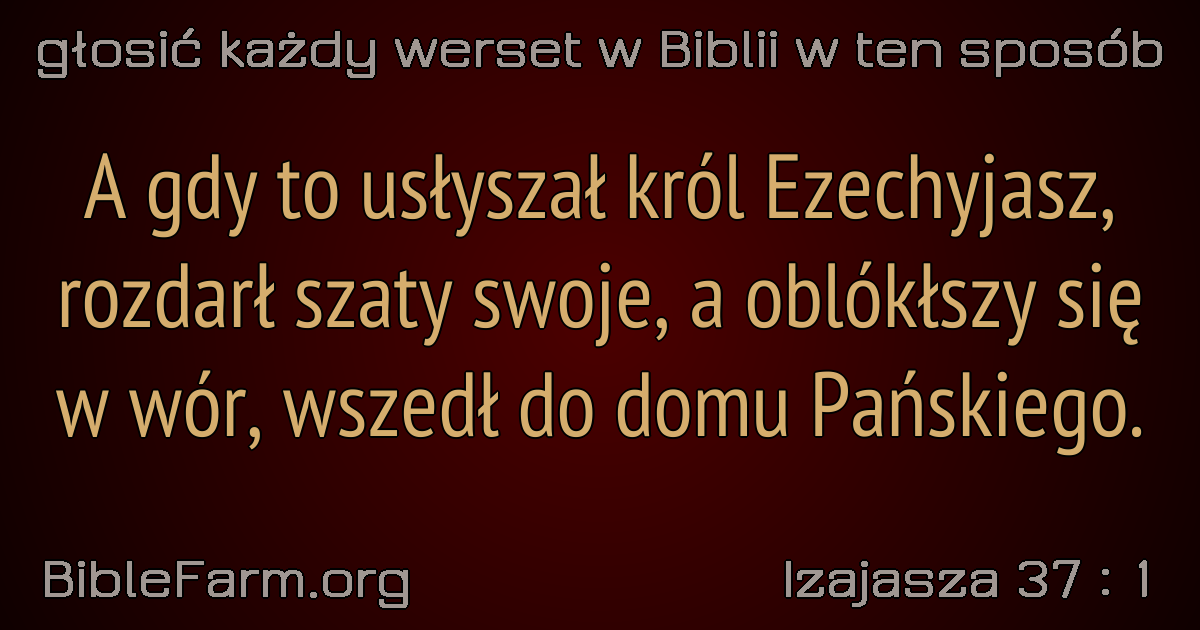 głosić każdy werset w Biblii w ten sposób
A gdy to usłyszał król Ezechyjasz,
rozdarł szaty swoje, a oblókłszy się
w wór, wszedł do domu Pańskiego.
BibleFarm.org
Izajasza 37 : 1